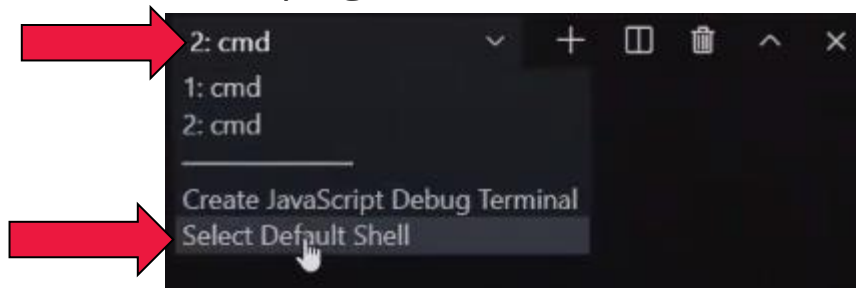 2: cmd
1: cmd
2: cmd
Create JavaScript Debug Terminal
Select Default Shell